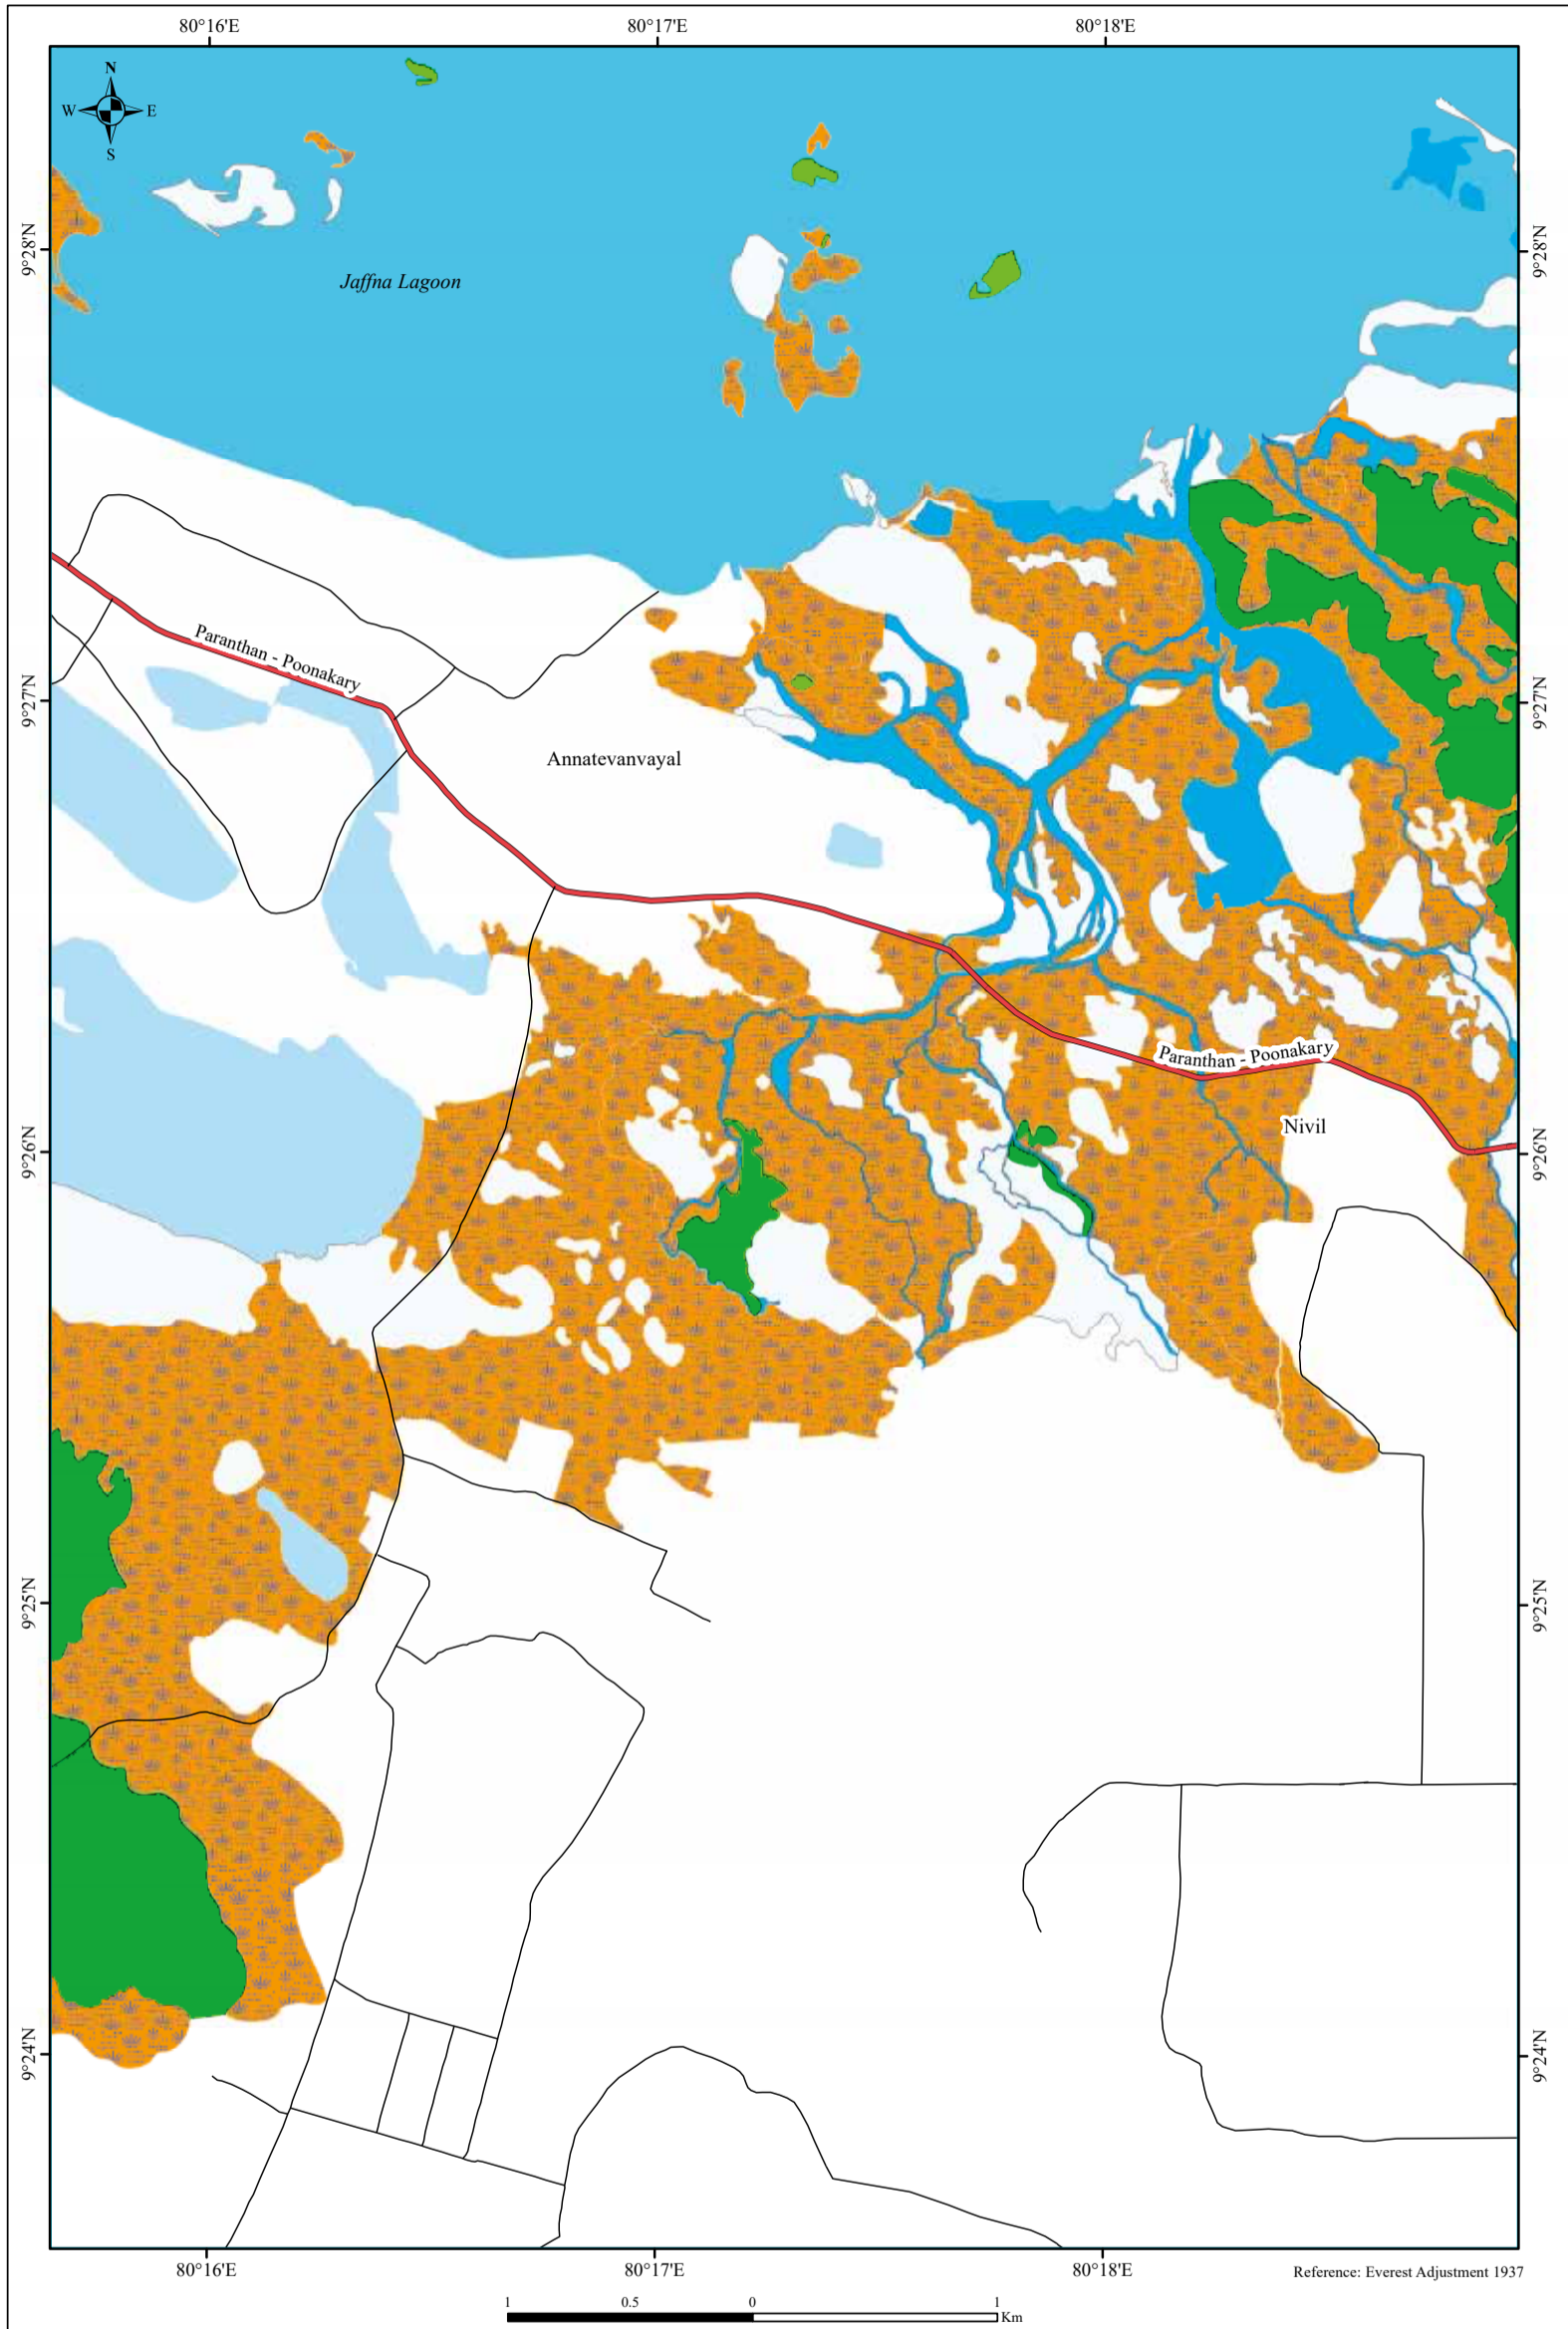 80°16'E
80°17'E
80°18'E
N
W
E
S
9°28'N
9°28'N
Jaffna Lagoon
Paranthan - Poonakary
9°27'N
9°27'N
Annatevanvayal
Paranthan - Poonakary
Nivil
9°26'N
9°26'N
9°25'N
9°25'N
9°24'N
9°24'N
80°16'E
80°17'E
80°18'E
Reference: Everest Adjustment 1937
1
0.5
0
1
Km